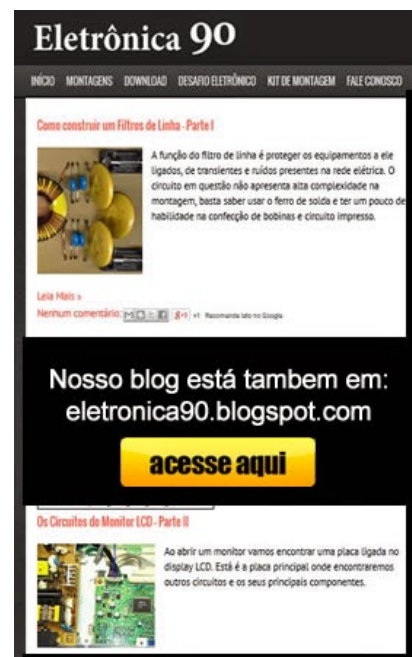 Eletrônica 90
INÍCIO MONTAGENS DOWNLOAD DESAFIO ELETRÔNICO KIT DE MONTAGEM FALE CONOSCO
Como construir um Filtros de Linha - Parte I
A função do filtro de linha é proteger os equipamentos a ele
ligados, de transientes e ruídos presentes na rede elétrica. O
circuito em questão não apresenta alta complexidade na
montagem, basta saber usar o ferro de solda e ter um pouco de
habilidade na confecção de bobinas e circuito impresso.
Leia Mais »
Nenhum comentário: +1 Recomende isto no Google
Nosso blog está tambem em:
eletronica90.blogspot.com
acesse aqui
Os Circuitos do Monitor LCD - Parte II
Ao abrir um monitor vamos encontrar uma placa ligada no
display LCD. Está é a placa principal onde encontraremos
outros circuitos e os seus principais componentes.